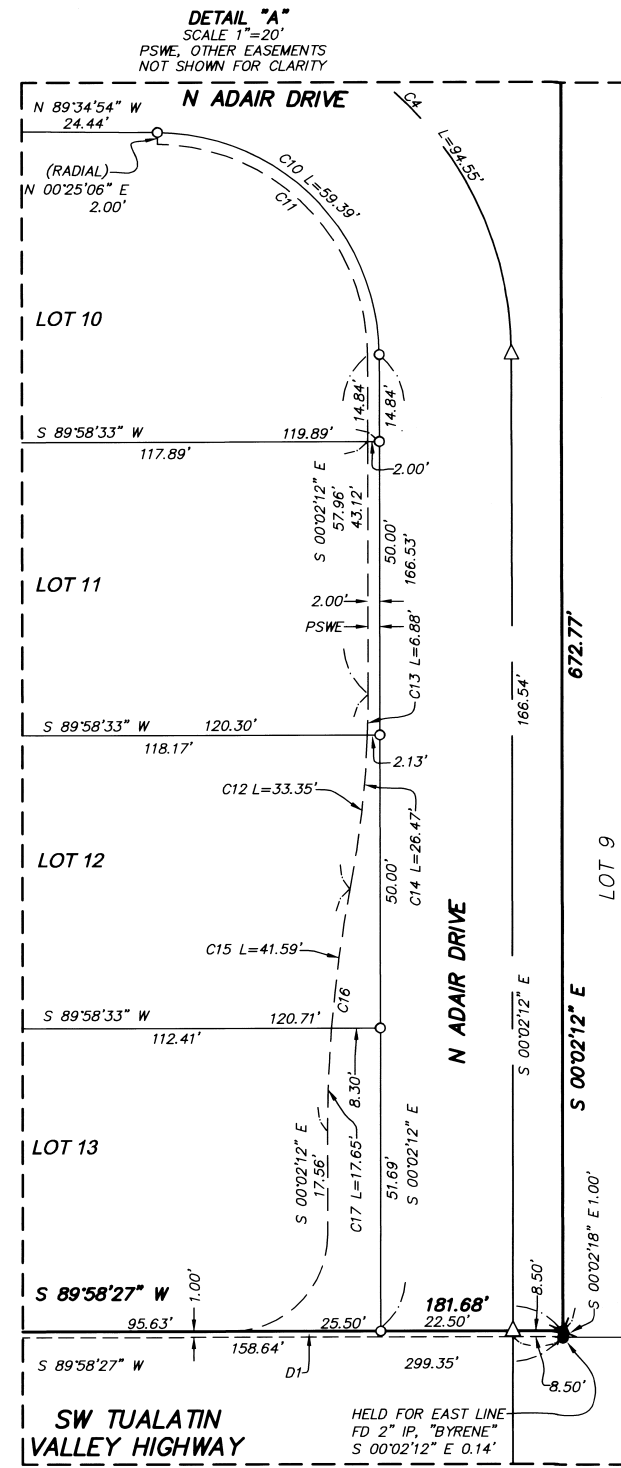 DETAIL "A"
SCALE 1"=20'
PSWE, OTHER EASEMENTS
NOT SHOWN FOR CLARITY
N ADAIR DRIVE
N 89°34'54" W
24.44'
(RADIAL)
N 00°25'06" E
2.00'
C10 L=59.39'
C11
C4
L=94.55'
LOT 10
14.84'
14.84'
S 89°58'33" W
119.89'
117.89'
2.00'
S 00°02'12" E
57.96'
43.12'
50.00'
166.53'
LOT 11
2.00'
PSWE
C13 L=6.88'
672.77'
166.54'
S 89°58'33" W
120.30'
118.17'
2.13'
C12 L=33.35'
C14 L=26.47'
50.00'
LOT 12
LOT 9
C15 L=41.59'
C16
N ADAIR DRIVE
S 00°02'12" E
S 00°02'12" E
S 89°58'33" W
120.71'
112.41'
8.30'
LOT 13
S 00°02'12" E
17.56'
C17 L=17.65'
51.69'
S 00°02'12" E
S 00°02'18" E 1.00'
S 89°58'27" W
1.00'
181.68'
8.50'
95.63'
25.50'
22.50'
158.64'
S 89°58'27" W
D1
299.35'
8.50'
SW TUALATIN
VALLEY HIGHWAY
HELD FOR EAST LINE
FD 2" IP, "BYRENE"
S 00°02'12" E 0.14'